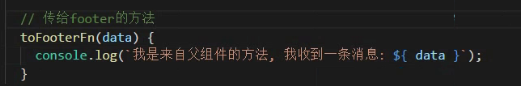 // 传给footer的方法
toFooterFn(data) {
console.log(`我是来自父组件的方法, 我收到一条消息: ${ data }`);
}